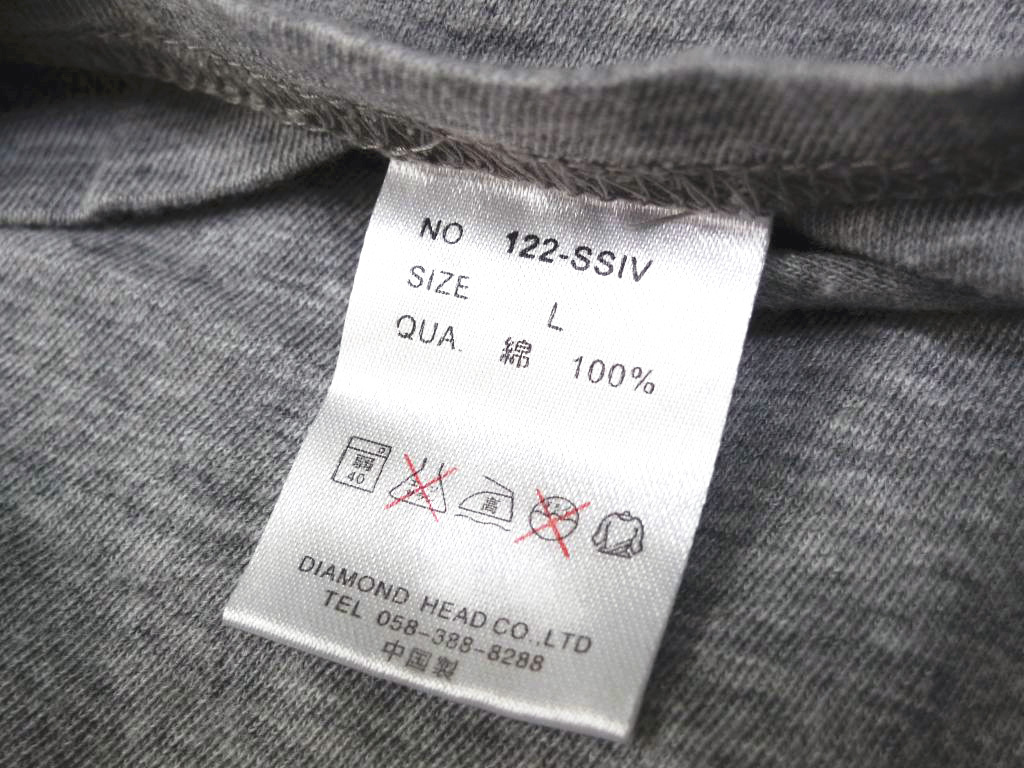 NO 122-SSIV
SIZE L
QUA. 綿 100%
弱 40 高
DIAMOND HEAD CO.,LTD
TEL 058-388-8288
中国製